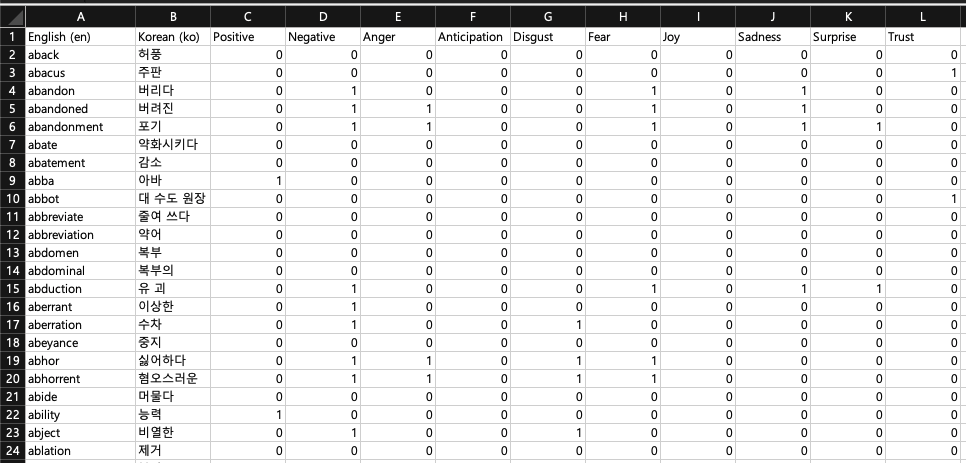 A B C D E F G H I J K L
1 English (en) Korean (ko) Positive Negative Anger Anticipation Disgust Fear Joy Sadness Surprise Trust
2 aback 허풍 0 0 0 0 0 0 0 0 0 0
3 abacus 주판 0 0 0 0 0 0 0 0 0 1
4 abandon 버리다 0 1 0 0 0 1 0 1 0 0
5 abandoned 버려진 0 1 1 0 0 1 0 1 0 0
6 abandonment 포기 0 1 1 0 0 1 0 1 1 0
7 abate 약화시키다 0 0 0 0 0 0 0 0 0 0
8 abatement 감소 0 0 0 0 0 0 0 0 0 0
9 abba 아바 1 0 0 0 0 0 0 0 0 0
10 abbot 대 수도 원장 0 0 0 0 0 0 0 0 0 1
11 abbreviate 줄여 쓰다 0 0 0 0 0 0 0 0 0 0
12 abbreviation 약어 0 0 0 0 0 0 0 0 0 0
13 abdomen 복부 0 0 0 0 0 0 0 0 0 0
14 abdominal 복부의 0 0 0 0 0 0 0 0 0 0
15 abduction 유 괴 0 1 0 0 0 1 0 1 1 0
16 aberrant 이상한 0 1 0 0 0 0 0 0 0 0
17 aberration 수차 0 1 0 0 1 0 0 0 0 0
18 abeyance 중지 0 0 0 0 0 0 0 0 0 0
19 abhor 싫어하다 0 1 1 0 1 1 0 0 0 0
20 abhorrent 혐오스러운 0 1 1 0 1 1 0 0 0 0
21 abide 머물다 0 0 0 0 0 0 0 0 0 0
22 ability 능력 1 0 0 0 0 0 0 0 0 0
23 abject 비열한 0 1 0 0 1 0 0 0 0 0
24 ablation 제거 0 0 0 0 0 0 0 0 0 0